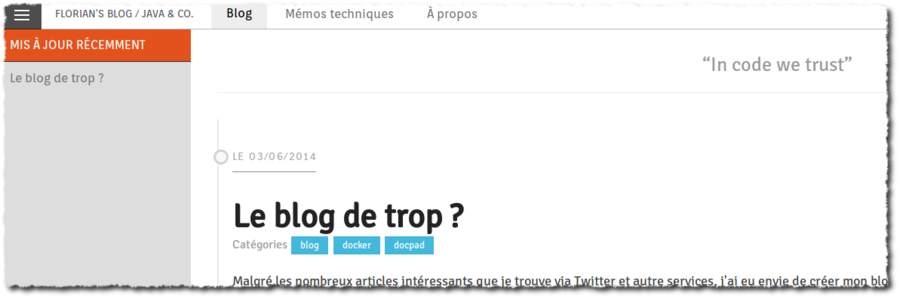 FLORIAN'S BLOG / JAVA & CO. Blog Mémos techniques À propos
MIS À JOUR RÉCEMMENT
Le blog de trop ?
“In code we trust”
LE 03/06/2014
Le blog de trop ?
Catégories blog docker docpad
Malgré les nombreux articles intéressants que je trouve via Twitter et autre services, j'ai eu envie de créer mon blo